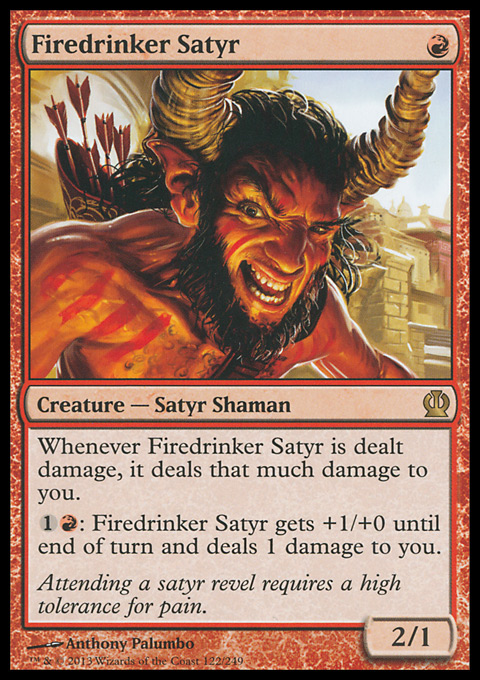 Firedrinker Satyr
Creature — Satyr Shaman
Whenever Firedrinker Satyr is dealt
damage, it deals that much damage to
you.
1 : Firedrinker Satyr gets +1/+0 until
end of turn and deals 1 damage to you.
Attending a satyr revel requires a high
tolerance for pain.
Anthony Palumbo
2/1
™ & © 2013 Wizards of the Coast 122/249